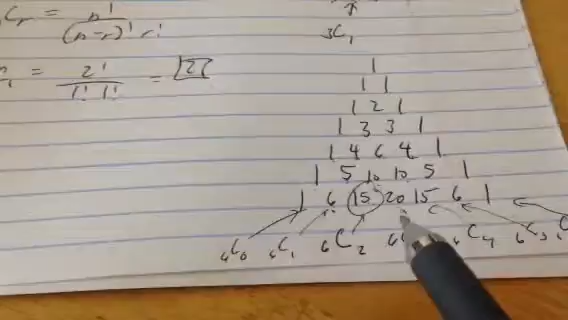 nCr = n!
(n-r)! r!
3C1
= 2! = 2
1! 1!
1
1 1
1 2 1
1 3 3 1
1 4 6 4 1
1 5 10 10 5 1
1 6 15 20 15 6 1
6C0 6C1 6C2 6C4 6C5